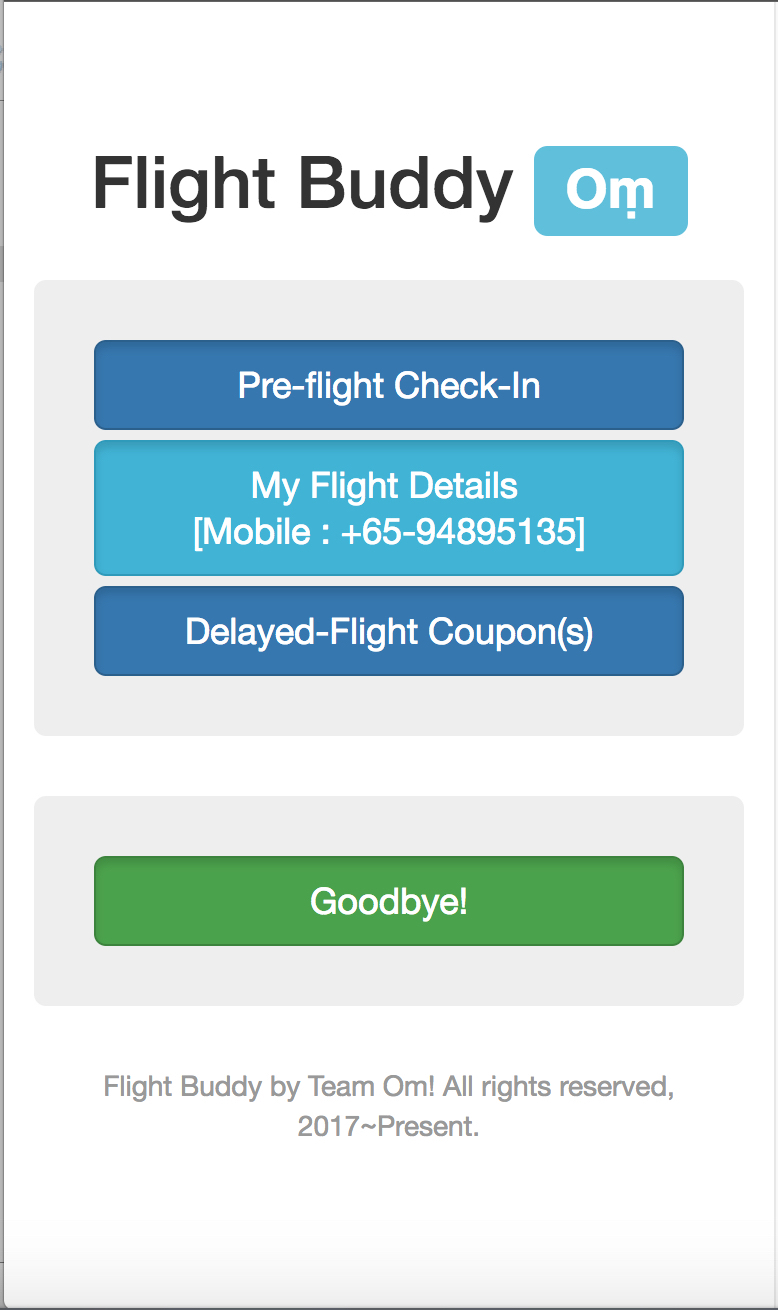 Flight Buddy Oṃ
Pre-flight Check-In
My Flight Details
[Mobile : +65-94895135]
Delayed-Flight Coupon(s)
Goodbye!
Flight Buddy by Team Om! All rights reserved,
2017~Present.